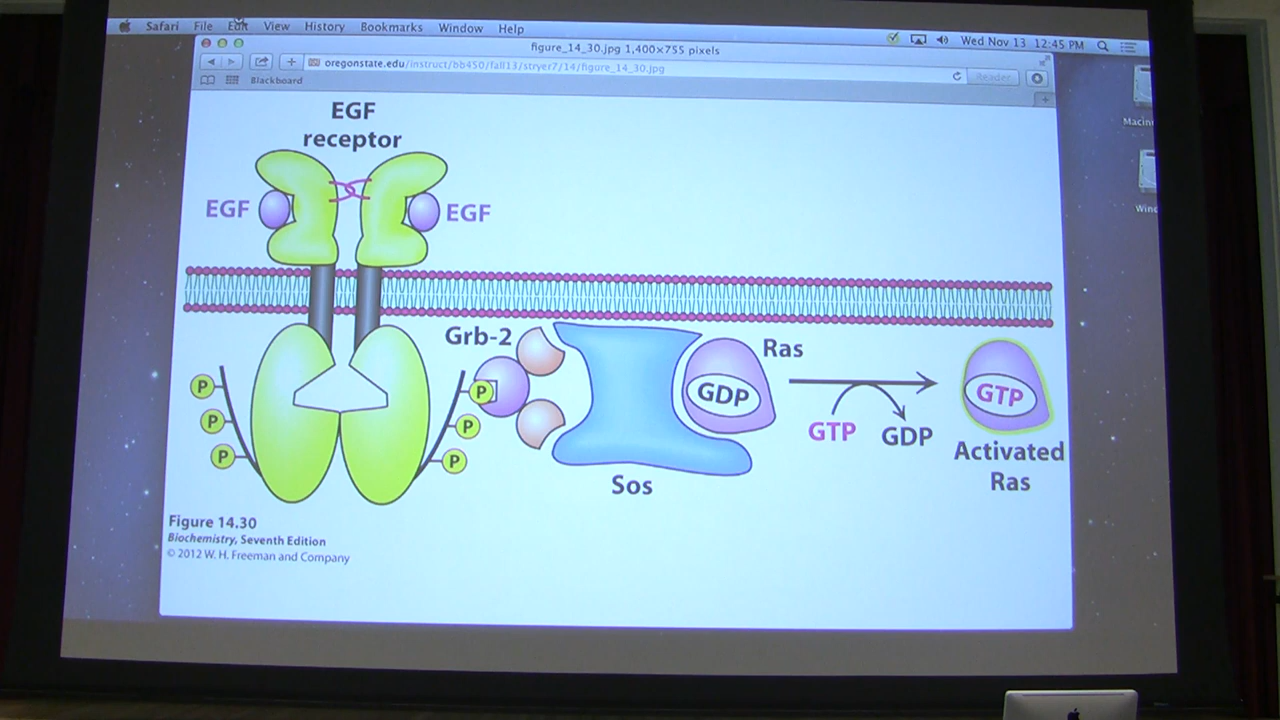 Safari File Edit View History Bookmarks Window Help
Wed Nov 13 12:45 PM
figure_14_30.jpg 1,400×755 pixels
oregonstate.edu/instruct/bb450/fall13/stryer7/14/figure_14_30.jpg
Reader
Blackboard
EGF
receptor
EGF
EGF
Grb-2
Ras
P
P
P
P
P
P
GDP
GTP
GTP
GDP
Sos
Activated
Ras
Figure 14.30
Biochemistry, Seventh Edition
© 2012 W. H. Freeman and Company